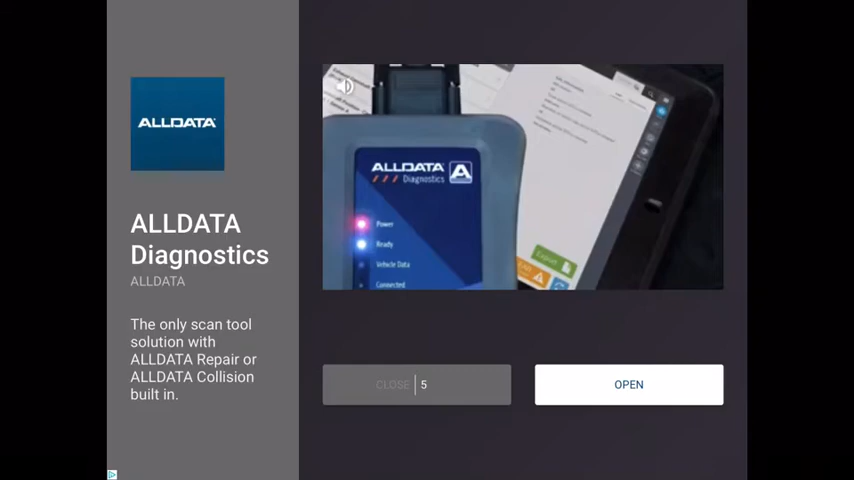 ALLDATA
ALLDATA
Diagnostics
ALLDATA
The only scan tool
solution with
ALLDATA Repair or
ALLDATA Collision
built in.
ALLDATA
Diagnostics
A
Power
Ready
Vehicle Data
Connected
Export
CLOSE 5
OPEN